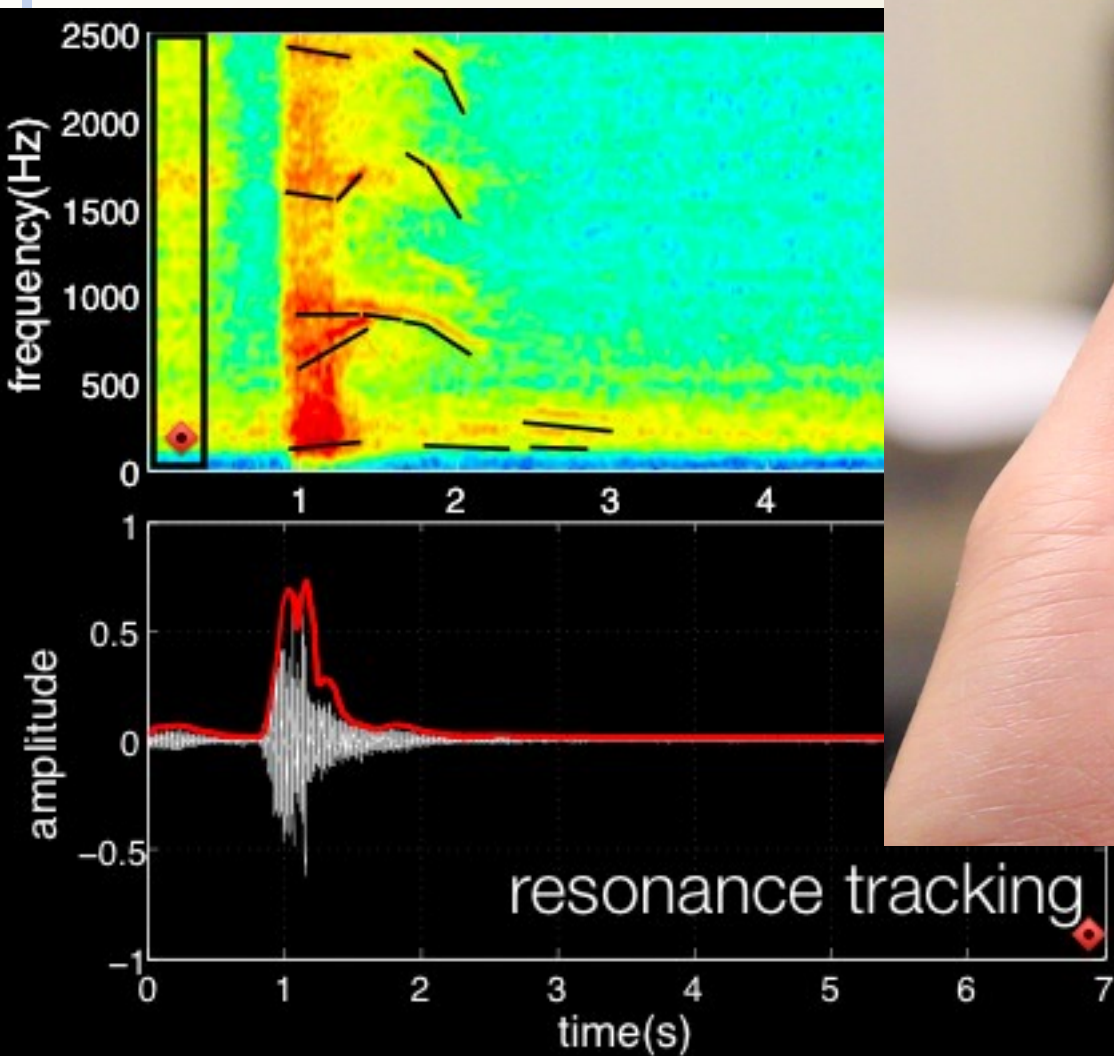 2500
2000
1500
1000
500
0
frequency(Hz)
1 2 3 4
1
0.5
0
−0.5
−1
amplitude
resonance tracking
0 1 2 3 4 5 6 7
time(s)